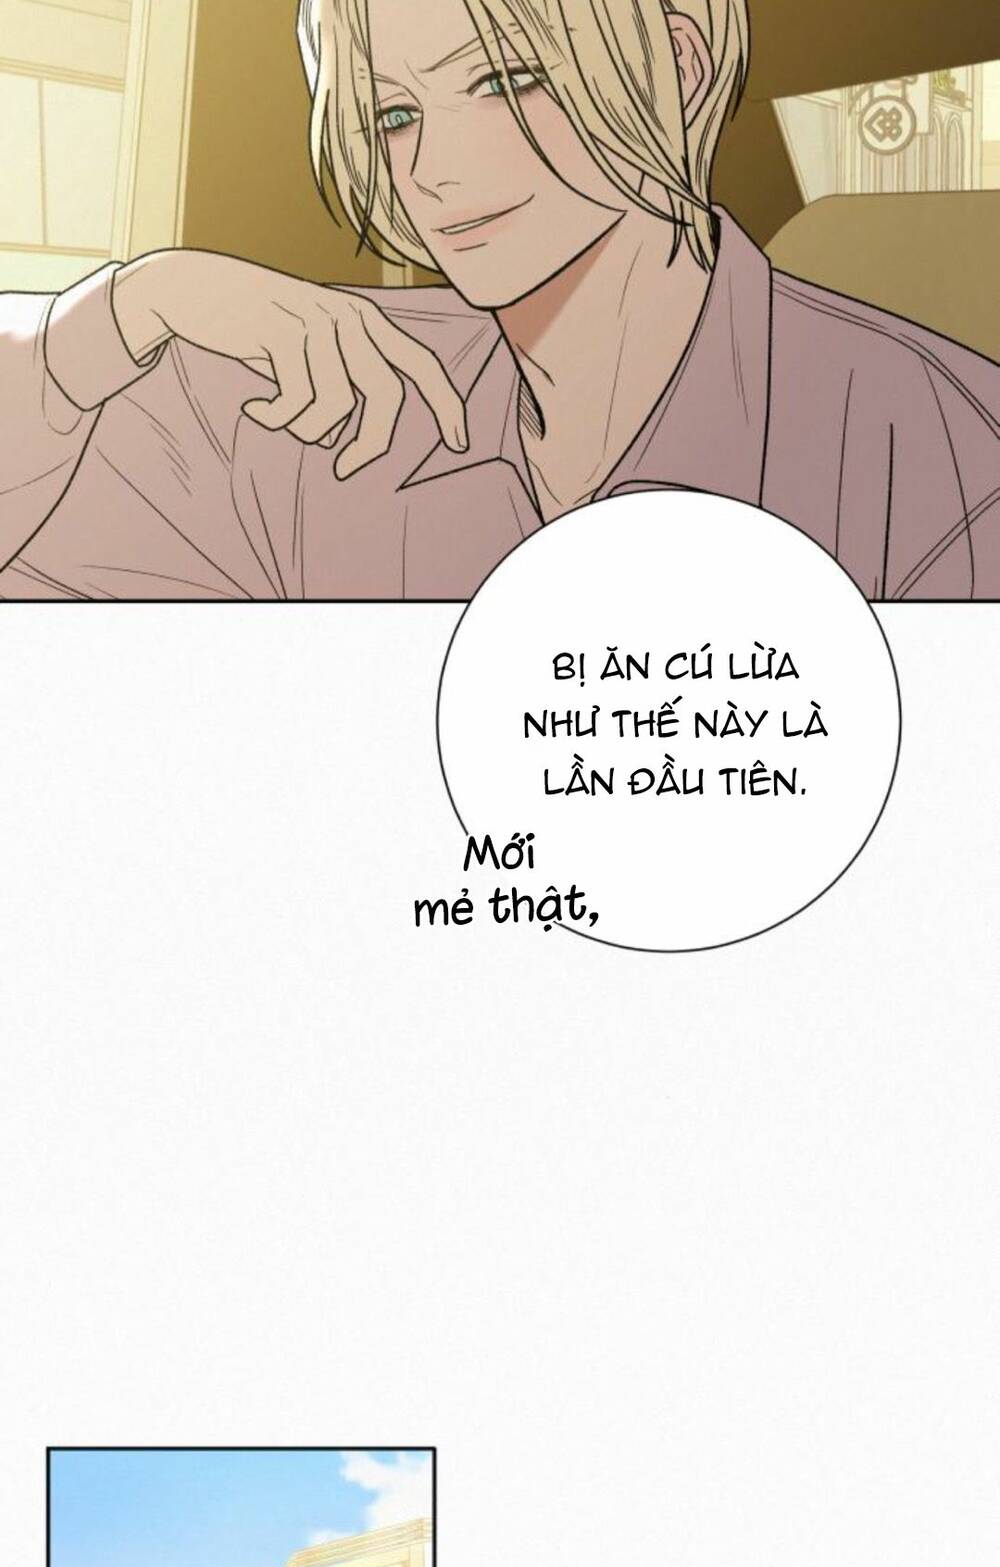 BỊ ĂN CÚ LỪA
NHƯ THẾ NÀY LÀ
LẦN ĐẦU TIÊN.
Mới
mẻ thật,